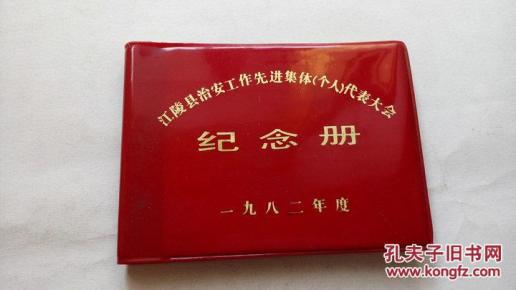 江陵县治安工作先进集体(个人)代表大会
纪念册
一九八二年度
孔夫子旧书网
www.kongfz.com